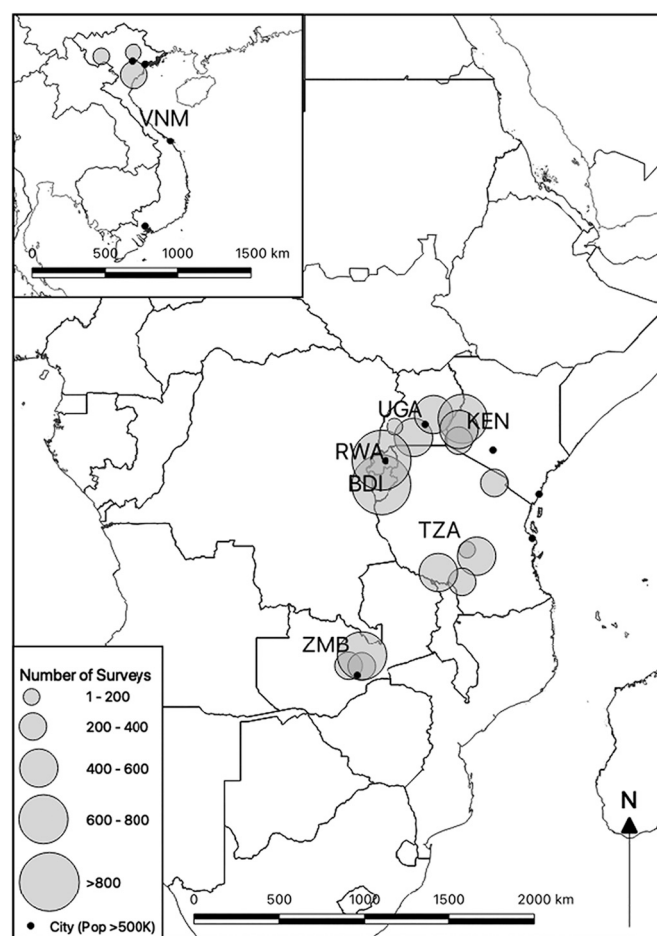 VNM
0 500 1000 1500 km
UGA
KEN
RWA
BDI
TZA
ZMB
Number of Surveys
1 - 200
200 - 400
400 - 600
600 - 800
>800
City (Pop >500K)
N
0 500 1000 1500 2000 km